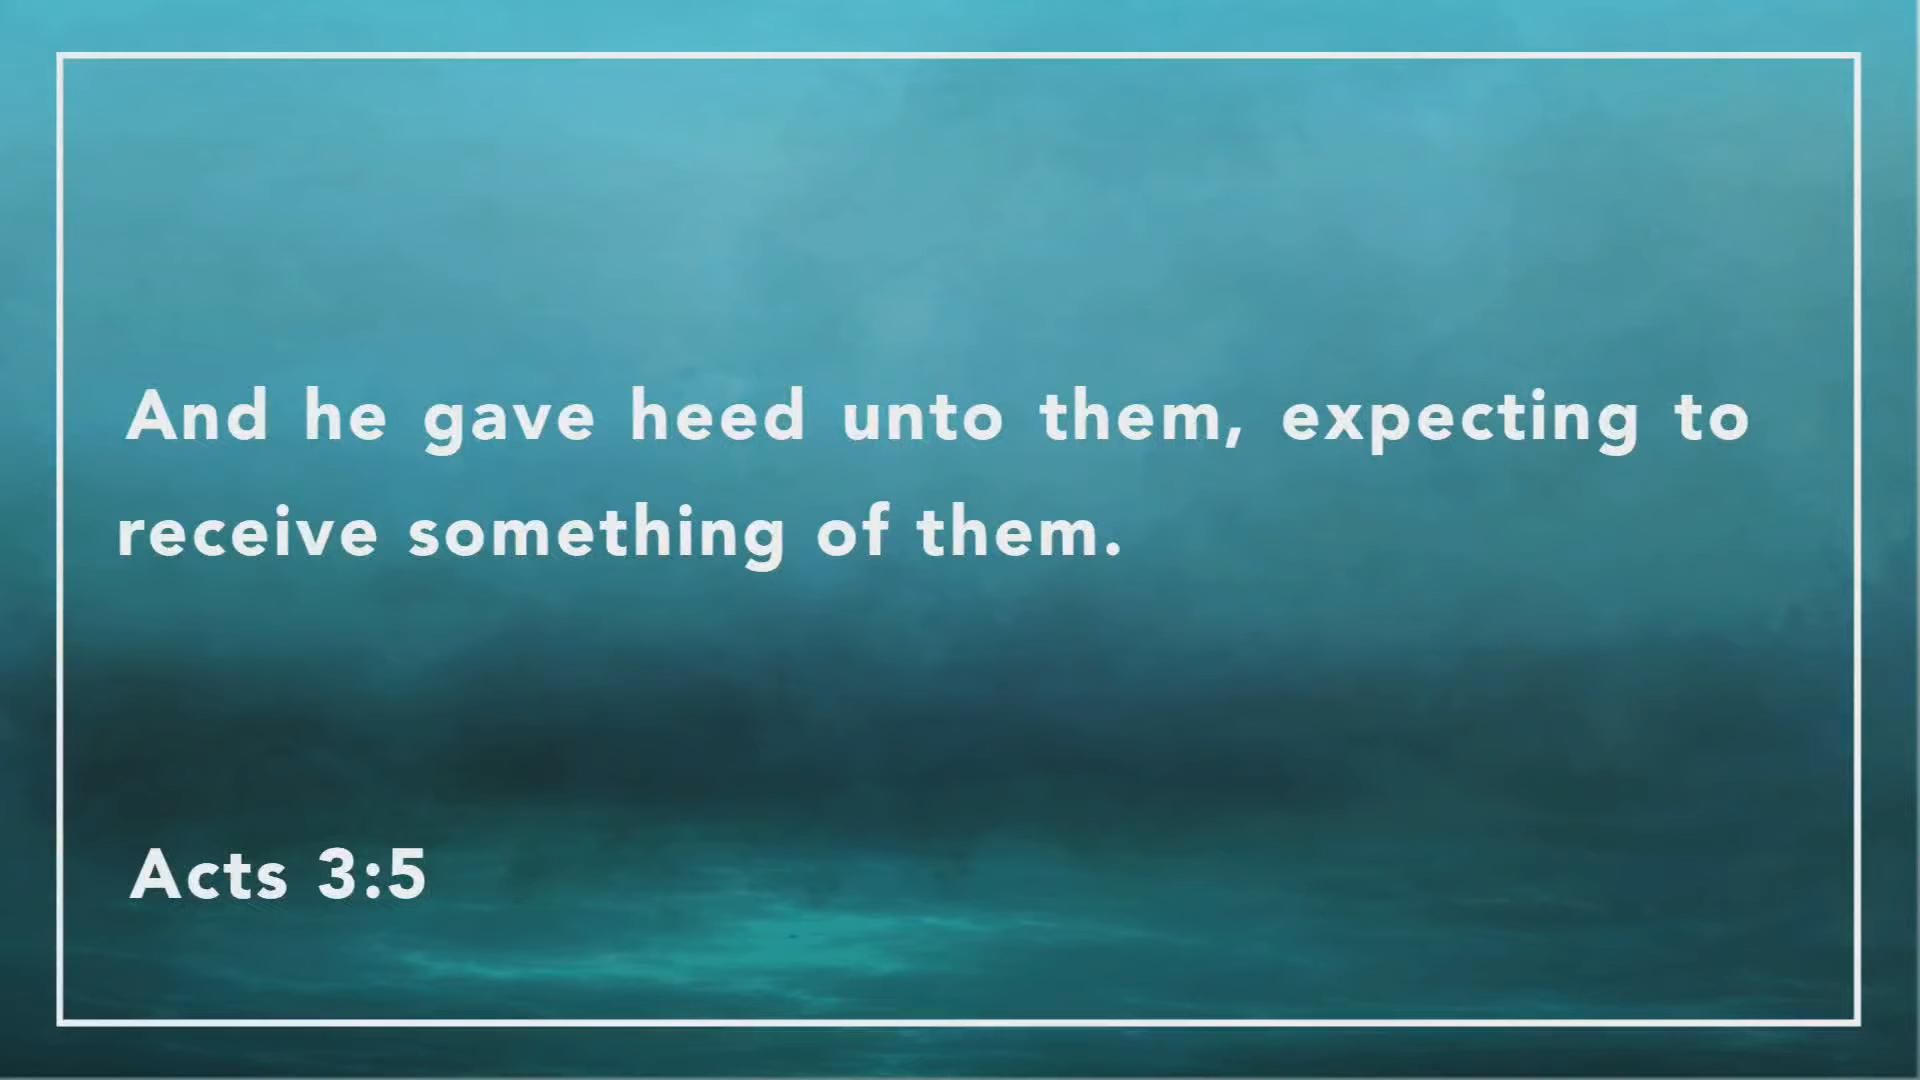 And he gave heed unto them, expecting to
receive something of them.
Acts 3:5